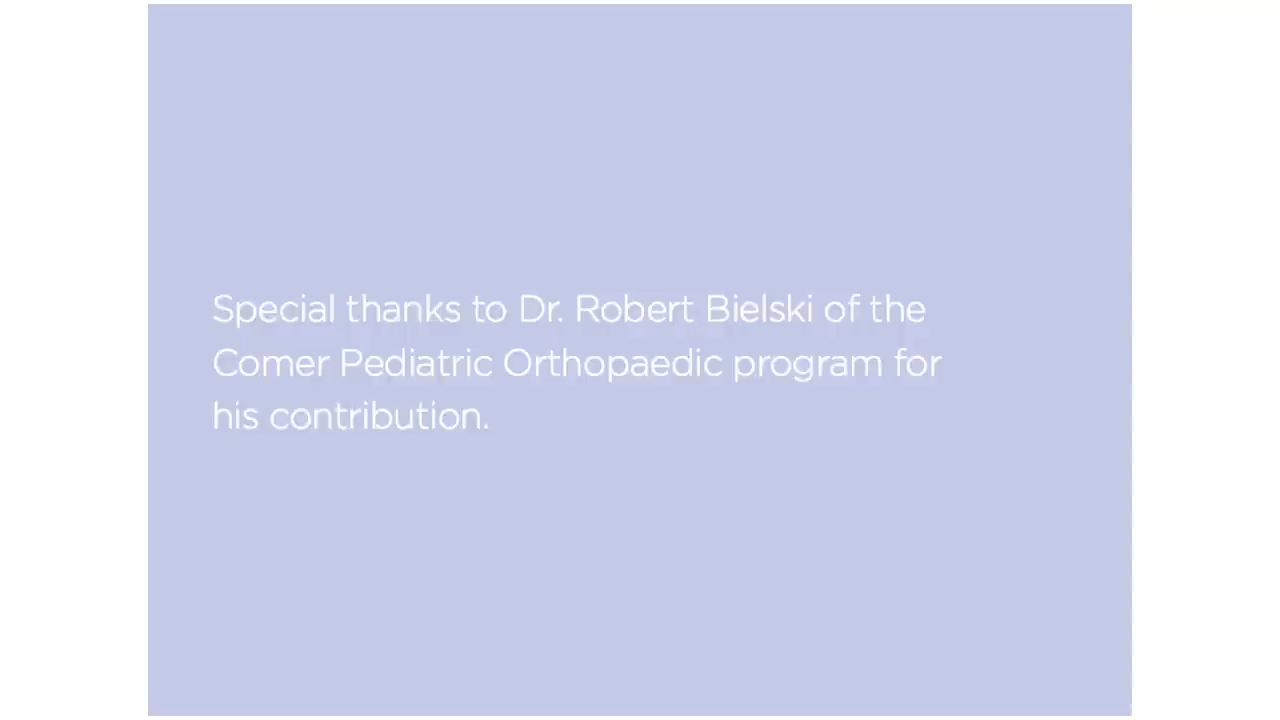 Special thanks to Dr. Robert Bielski of the
Comer Pediatric Orthopaedic program for
his contribution.